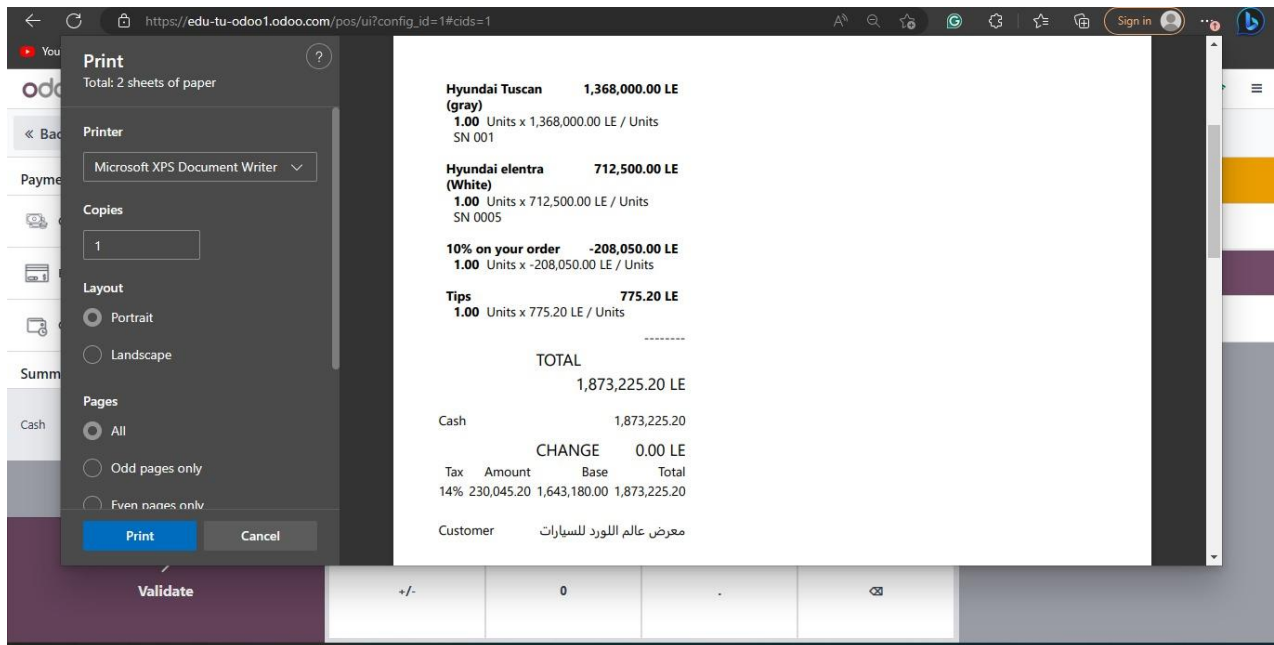 https://edu-tu-odoo1.odoo.com/pos/ui?config_id=1#cids=1
Sign in
You
Print
Total: 2 sheets of paper
?
Printer
Microsoft XPS Document Writer
Copies
1
Layout
Portrait
Landscape
Pages
All
Odd pages only
Even pages only
Print Cancel
Hyundai Tuscan 1,368,000.00 LE
(gray)
1.00 Units x 1,368,000.00 LE / Units
SN 001
Hyundai elentra 712,500.00 LE
(White)
1.00 Units x 712,500.00 LE / Units
SN 0005
10% on your order -208,050.00 LE
1.00 Units x -208,050.00 LE / Units
Tips 775.20 LE
1.00 Units x 775.20 LE / Units
--------
TOTAL
1,873,225.20 LE
Cash 1,873,225.20
CHANGE 0.00 LE
Tax Amount Base Total
14% 230,045.20 1,643,180.00 1,873,225.20
Customer معرض عالم اللورد للسيارات
« Bac
Payme
Summ
Cash
Validate
+/- 0 .